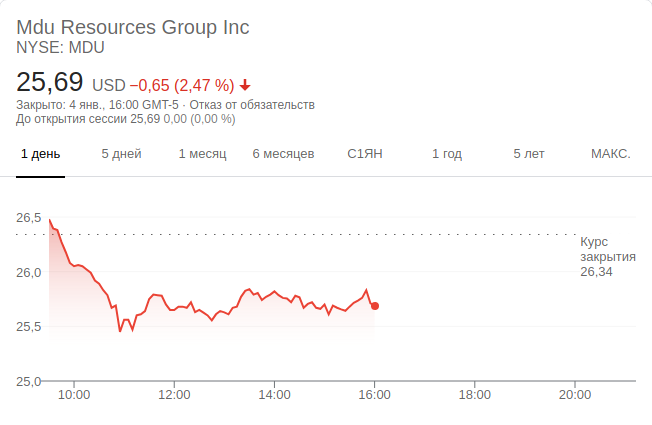 Mdu Resources Group Inc
NYSE: MDU
25,69 USD −0,65 (2,47 %)
Закрыто: 4 янв., 16:00 GMT-5 · Отказ от обязательств
До открытия сессии 25,69 0,00 (0,00 %)
1 день 5 дней 1 месяц 6 месяцев С1ЯН 1 год 5 лет МАКС.
26,5
Курс
закрытия
26,34
26,0
25,5
25,0
10:00 12:00 14:00 16:00 18:00 20:00